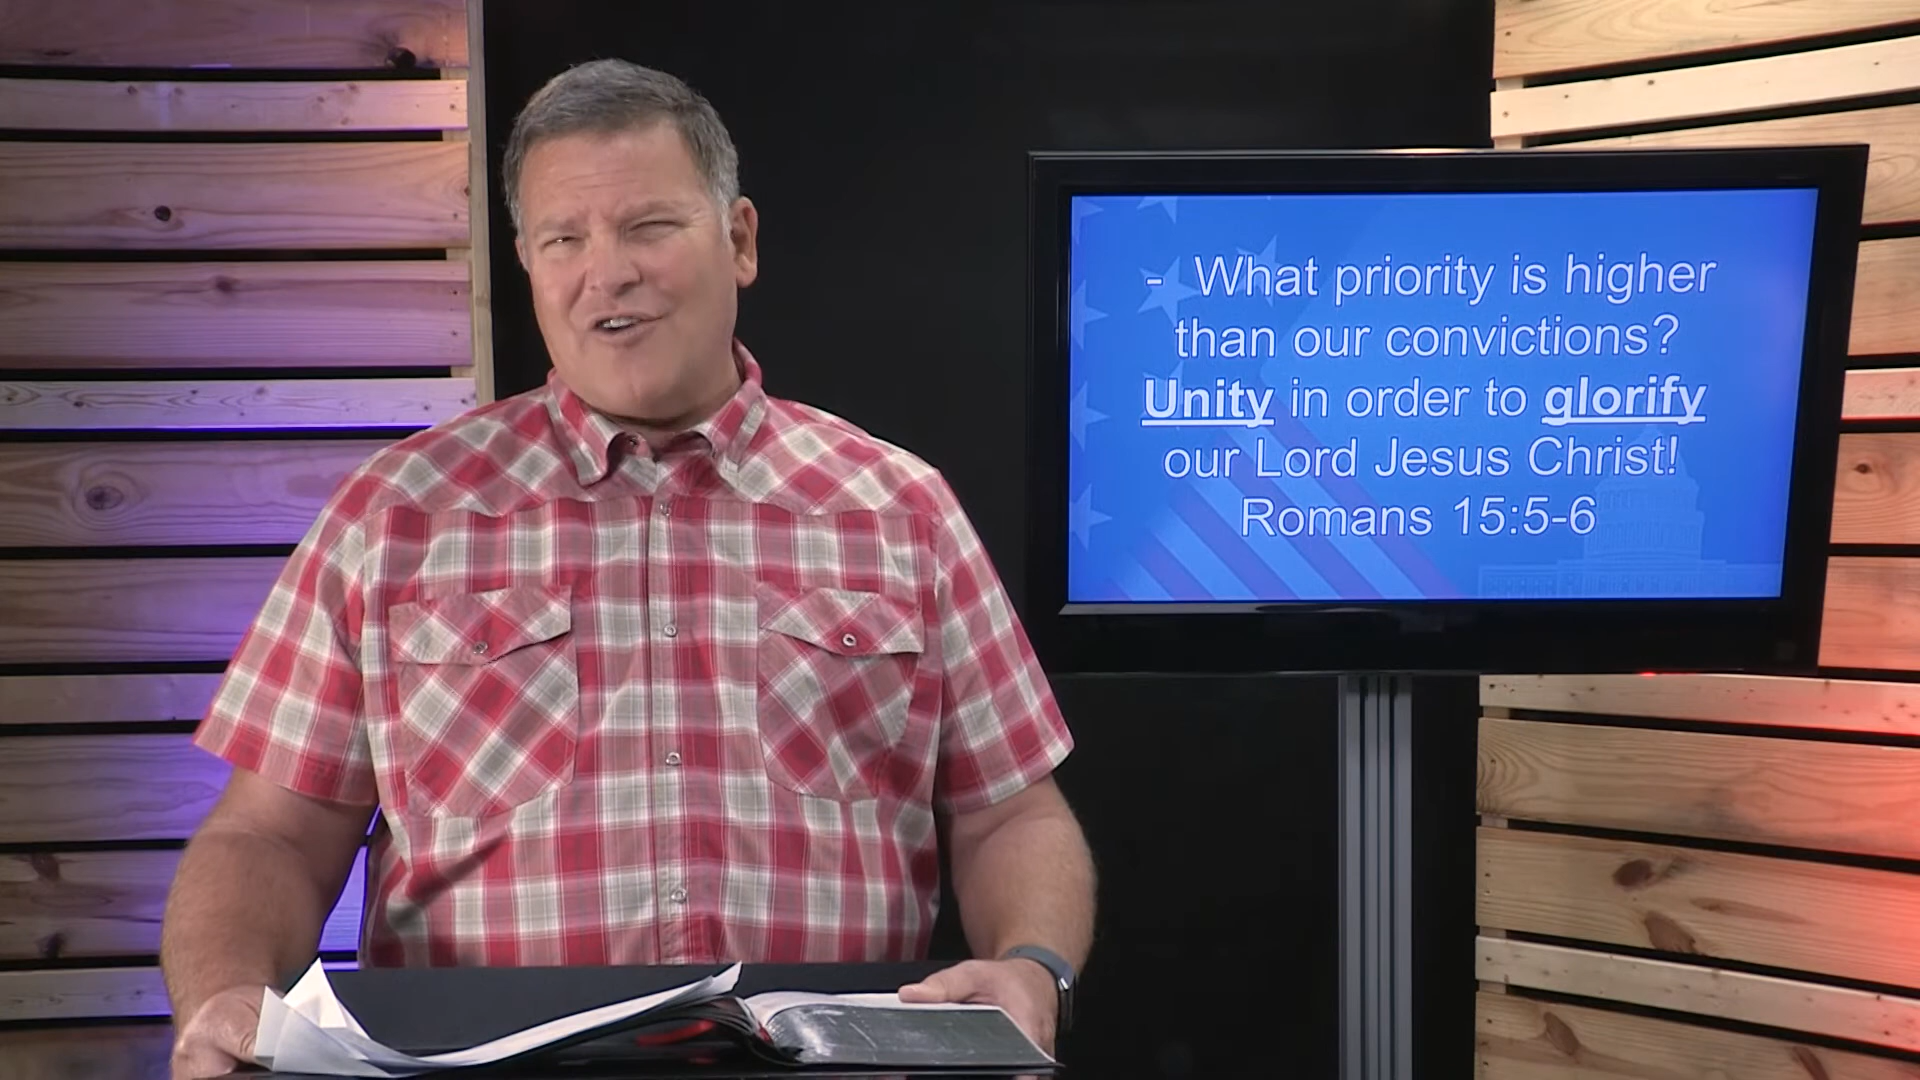 - What priority is higher
than our convictions?
Unity in order to glorify
our Lord Jesus Christ!
Romans 15:5-6